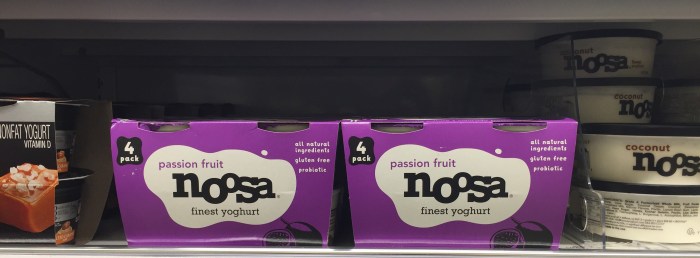 NONFAT YOGURT
VITAMIN D
4
pack
passion fruit
noosa
finest yoghurt
all natural
ingredients
gluten free
probiotic
4
pack
passion fruit
noosa
finest yoghurt
all natural
ingredients
gluten free
probiotic
coconut
noosa
coconut
noosa
coconut
noosa